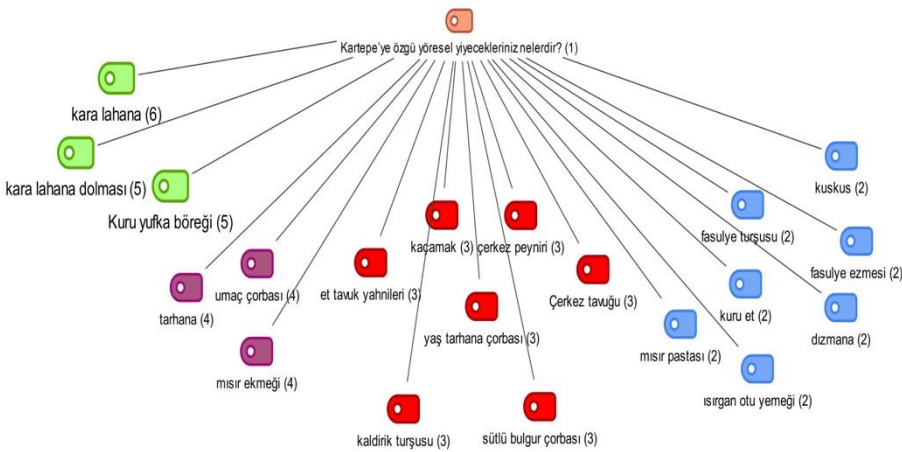 Kartepe'ye özgü yöresel yiyecekleriniz nelerdir? (1)
kara lahana (6)
kara lahana dolması (5)
Kuru yufka böreği (5)
tarhana (4)
umaç çorbası (4)
mısır ekmeği (4)
et tavuk yahnileri (3)
kaçamak (3)
çerkez peyniri (3)
yaş tarhana çorbası (3)
Çerkez tavuğu (3)
kaldirik turşusu (3)
sütlü bulgur çorbası (3)
kuskus (2)
fasulye turşusu (2)
fasulye ezmesi (2)
kuru et (2)
dızmana (2)
mısır pastası (2)
ısırgan otu yemeği (2)